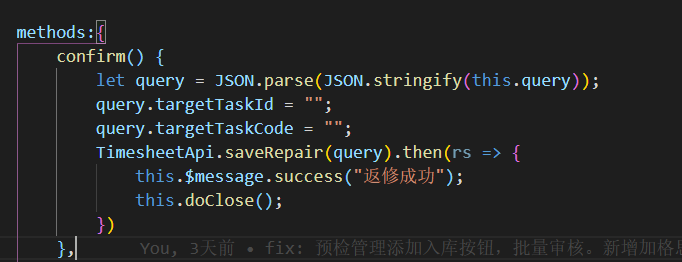 methods:{
confirm() {
let query = JSON.parse(JSON.stringify(this.query));
query.targetTaskId = "";
query.targetTaskCode = "";
TimesheetApi.saveRepair(query).then(rs => {
this.$message.success("返修成功");
this.doClose();
})
}, You, 3天前 • fix: 预检管理添加入库按钮，批量审核。新增加格